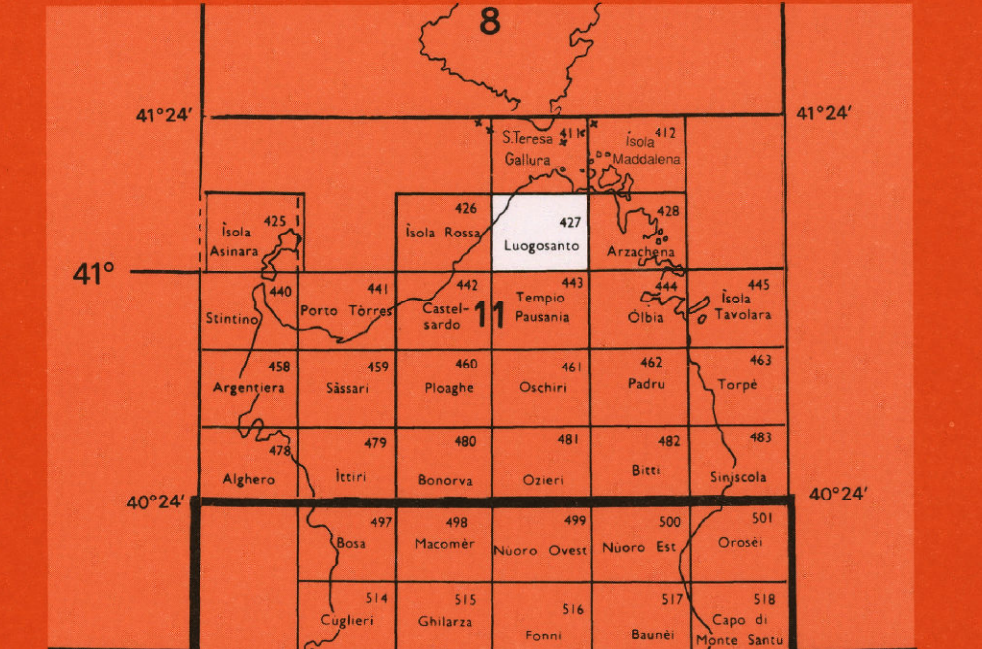 8
41°24′ 41°24′
S.Teresa 411 Ìsola 412
Gallura Maddalena
425 426 427 428
Ìsola Ìsola Rossa Luogosanto Arzachena
Asinara
41°
440 441 442 443 444 445
Stintino Porto Tòrres Castel- Tempio Ólbia Ìsola
sardo 11 Pausania Tavolara
458 459 460 461 462 463
Argentiera Sàssari Ploaghe Oschiri Padru Torpé
478 479 480 481 482 483
Alghero Ìttiri Bonorva Ozieri Bitti Siniscola
40°24′ 40°24′
497 498 499 500 501
Bosa Macomèr Nùoro Ovest Nùoro Est Orosèi
514 515 516 517 518
Cuglieri Ghilarza Fonni Baunéi Capo di
Monte Santu